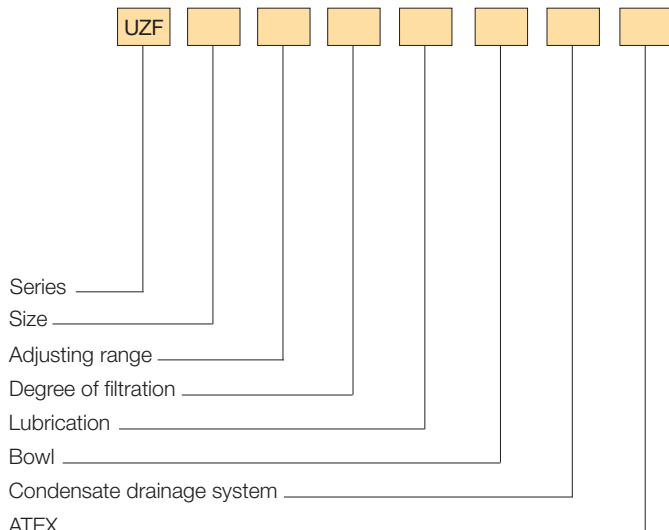 UZF
Series
Size
Adjusting range
Degree of filtration
Lubrication
Bowl
Condensate drainage system
ATEX